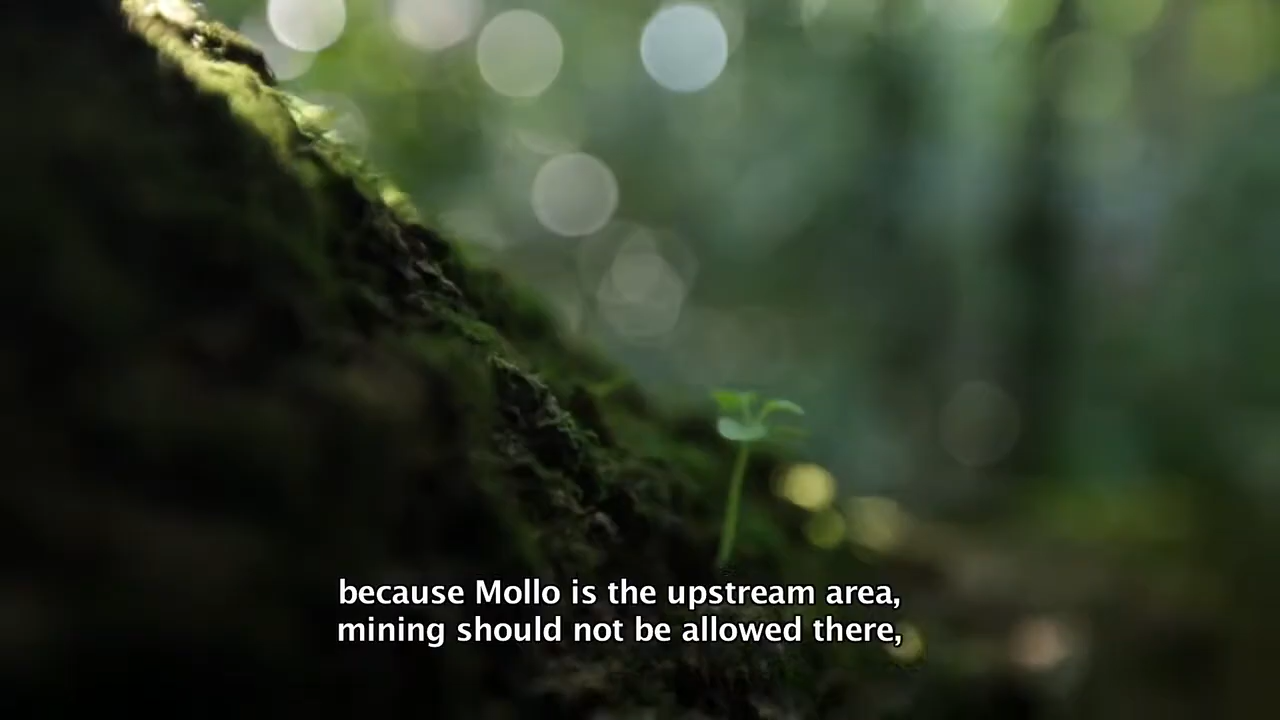 because Mollo is the upstream area,
mining should not be allowed there,